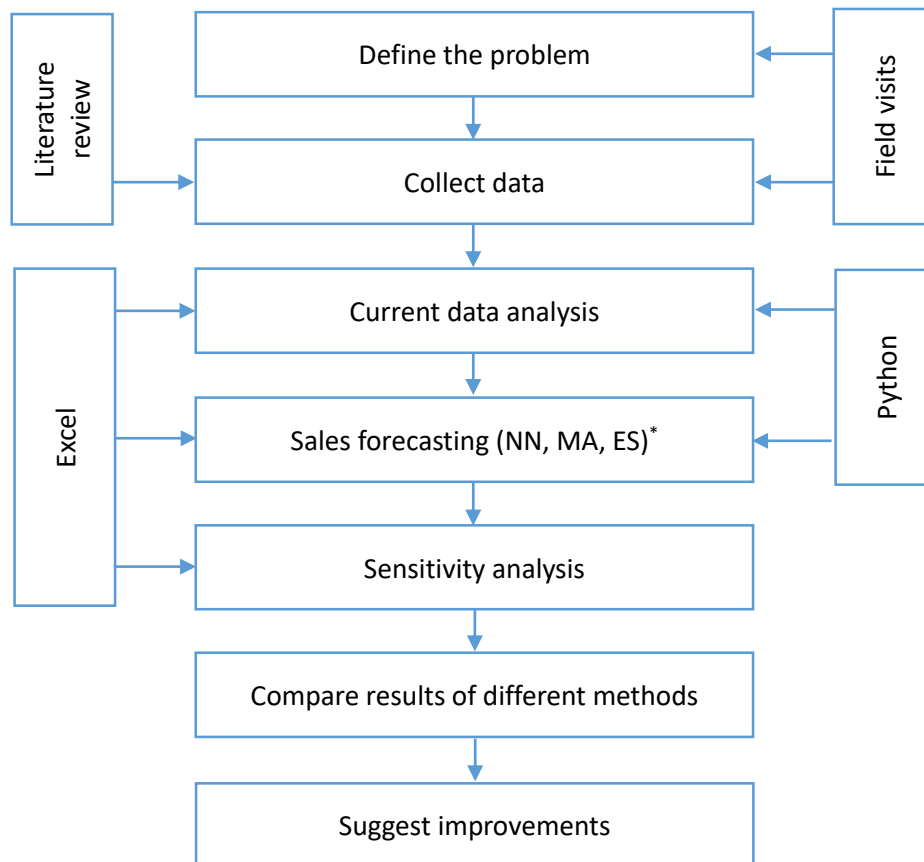 Define the problem
Literature
review
Field visits
Collect data
Current data analysis
Excel
Python
Sales forecasting (NN, MA, ES)*
Sensitivity analysis
Compare results of different methods
Suggest improvements